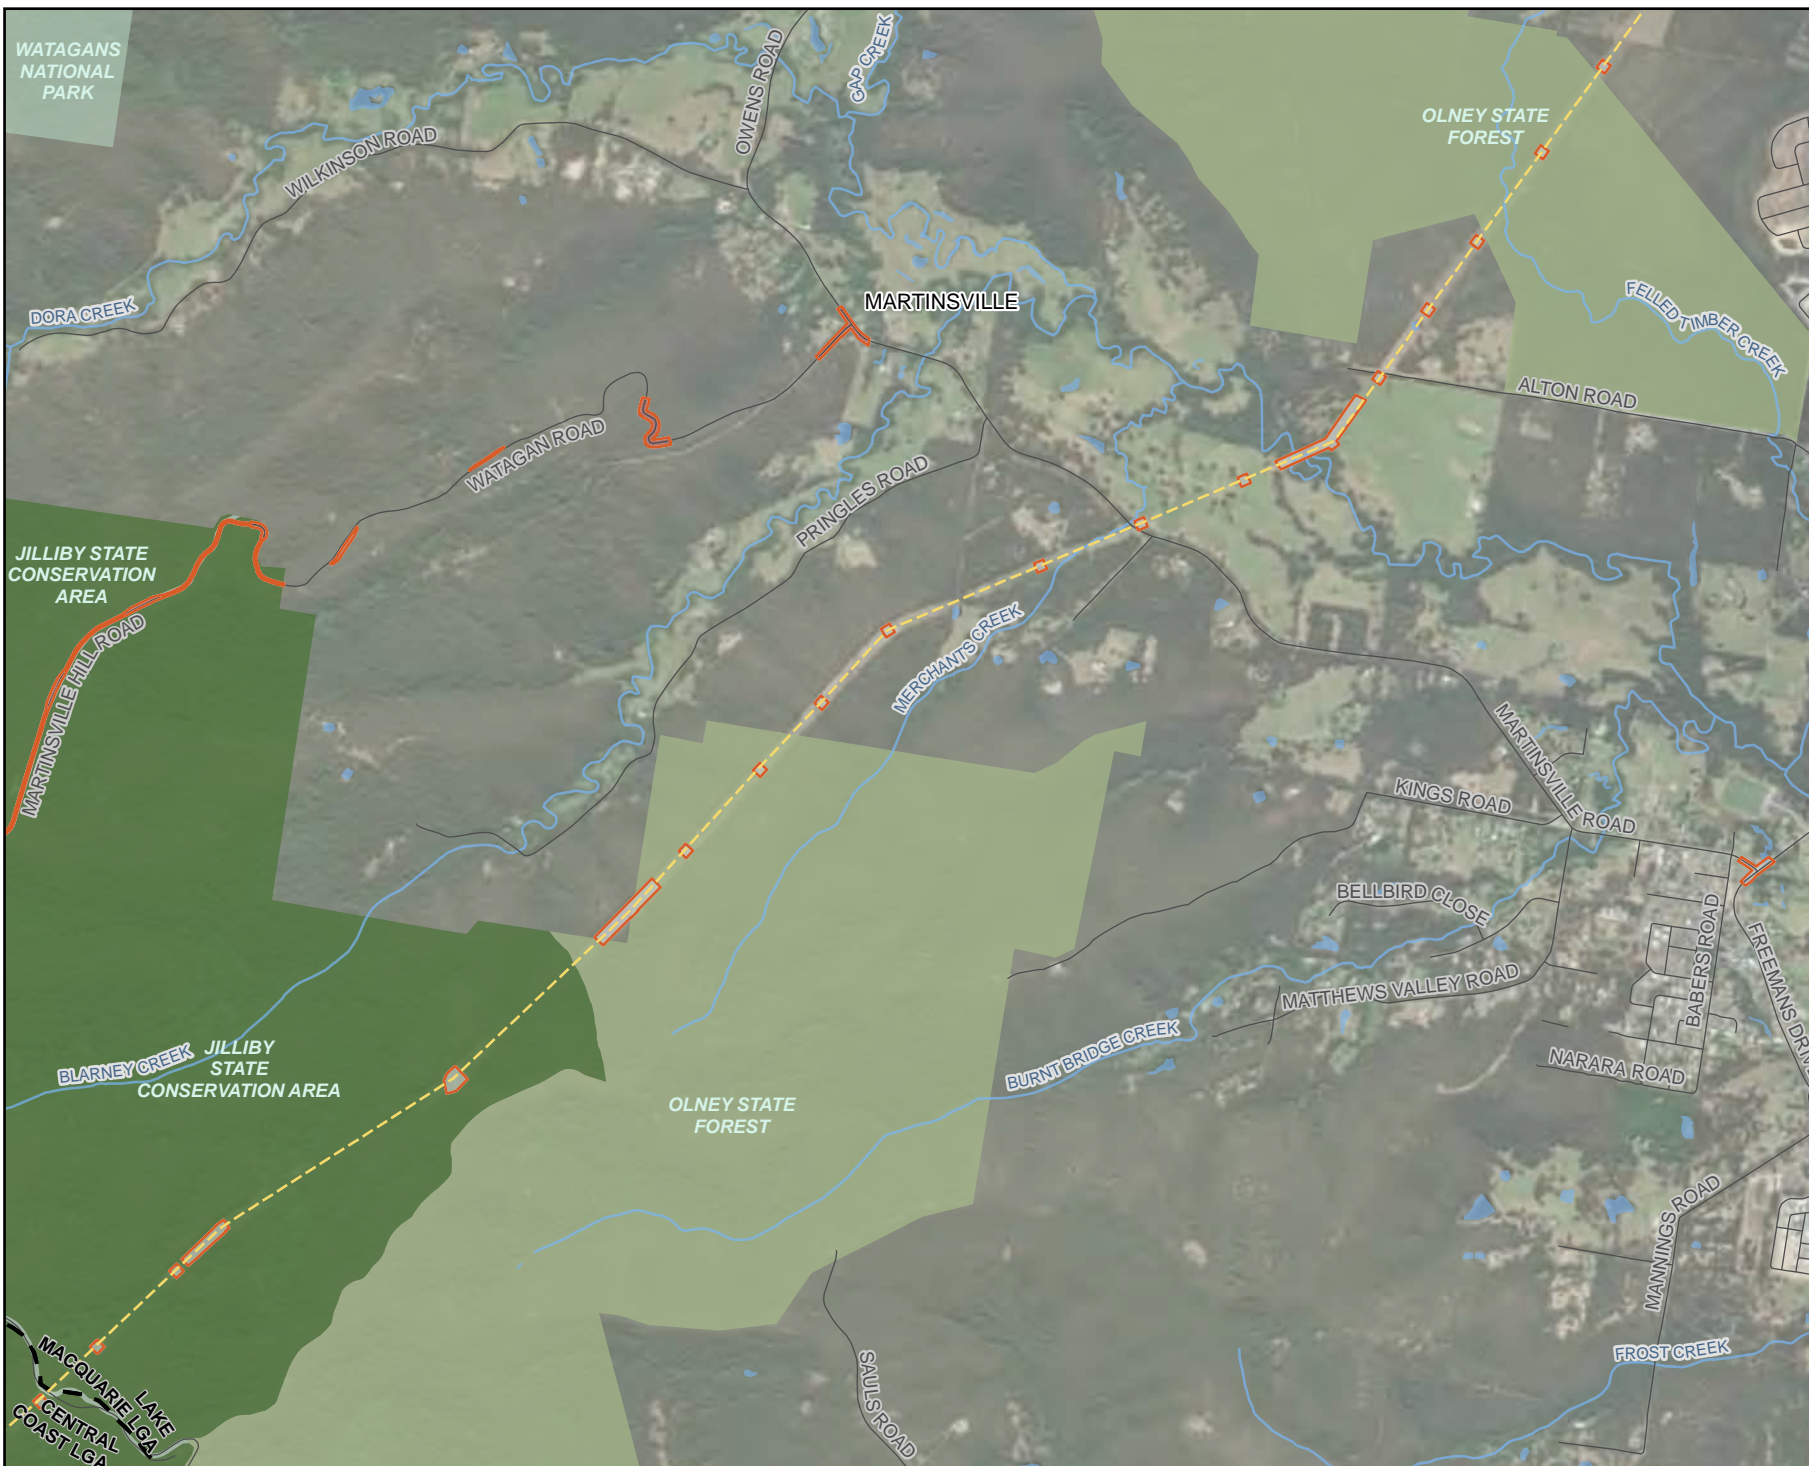 WATAGANS
NATIONAL
PARK
GAP CREEK
OWENS ROAD
OLNEY STATE
FOREST
WILKINSON ROAD
DORA CREEK
MARTINSVILLE
FELLED TIMBER CREEK
ALTON ROAD
WATAGAN ROAD
PRINGLES ROAD
JILLIBY STATE
CONSERVATION
AREA
MARTINSVILLE HILL ROAD
MERCHANTS CREEK
MARTINSVILLE ROAD
KINGS ROAD
BELLBIRD CLOSE
BABERS ROAD
FREEMANS DRIVE
MATTHEWS VALLEY ROAD
BURNT BRIDGE CREEK
NARARA ROAD
BLARNEY CREEK
JILLIBY
STATE
CONSERVATION AREA
OLNEY STATE
FOREST
MANNINGS ROAD
FROST CREEK
SAULS ROAD
LAKE
MACQUARIE LGA
CENTRAL
COAST LGA